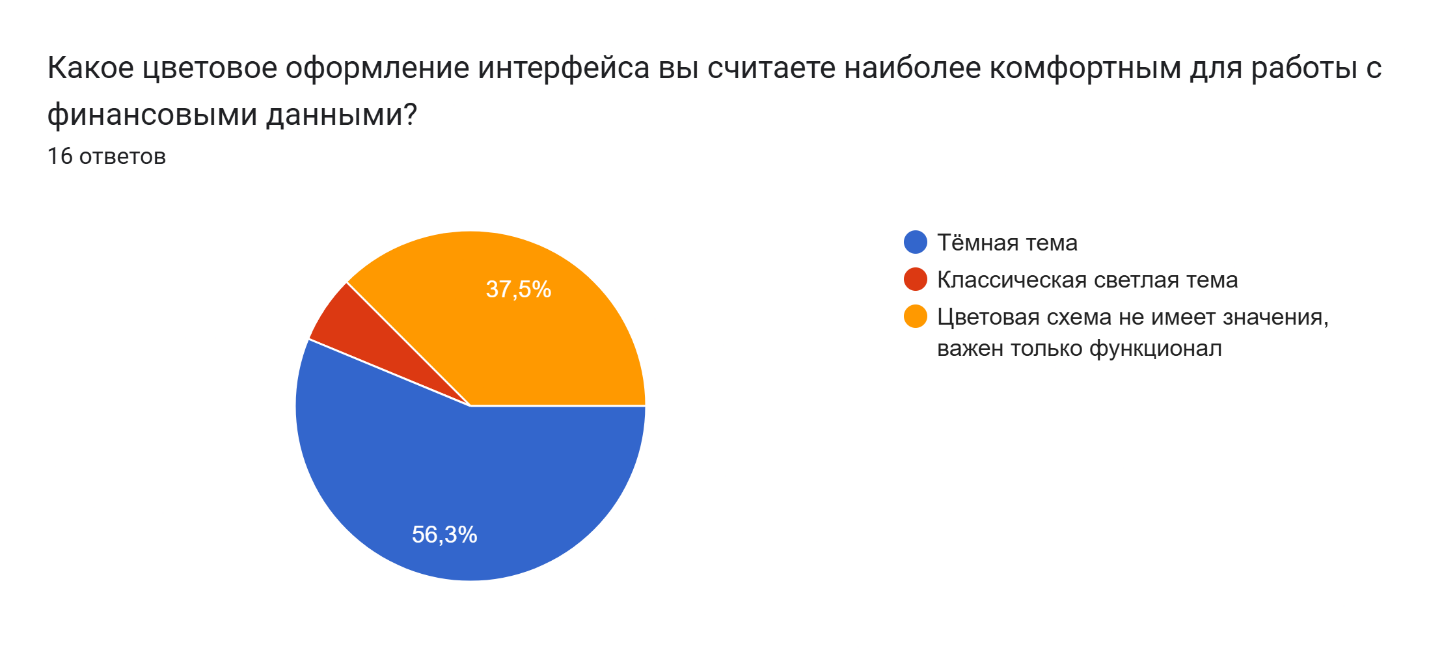 Какое цветовое оформление интерфейса вы считаете наиболее комфортным для работы с
финансовыми данными?
16 ответов
Тёмная тема
Классическая светлая тема
Цветовая схема не имеет значения,
важен только функционал
37,5%
56,3%